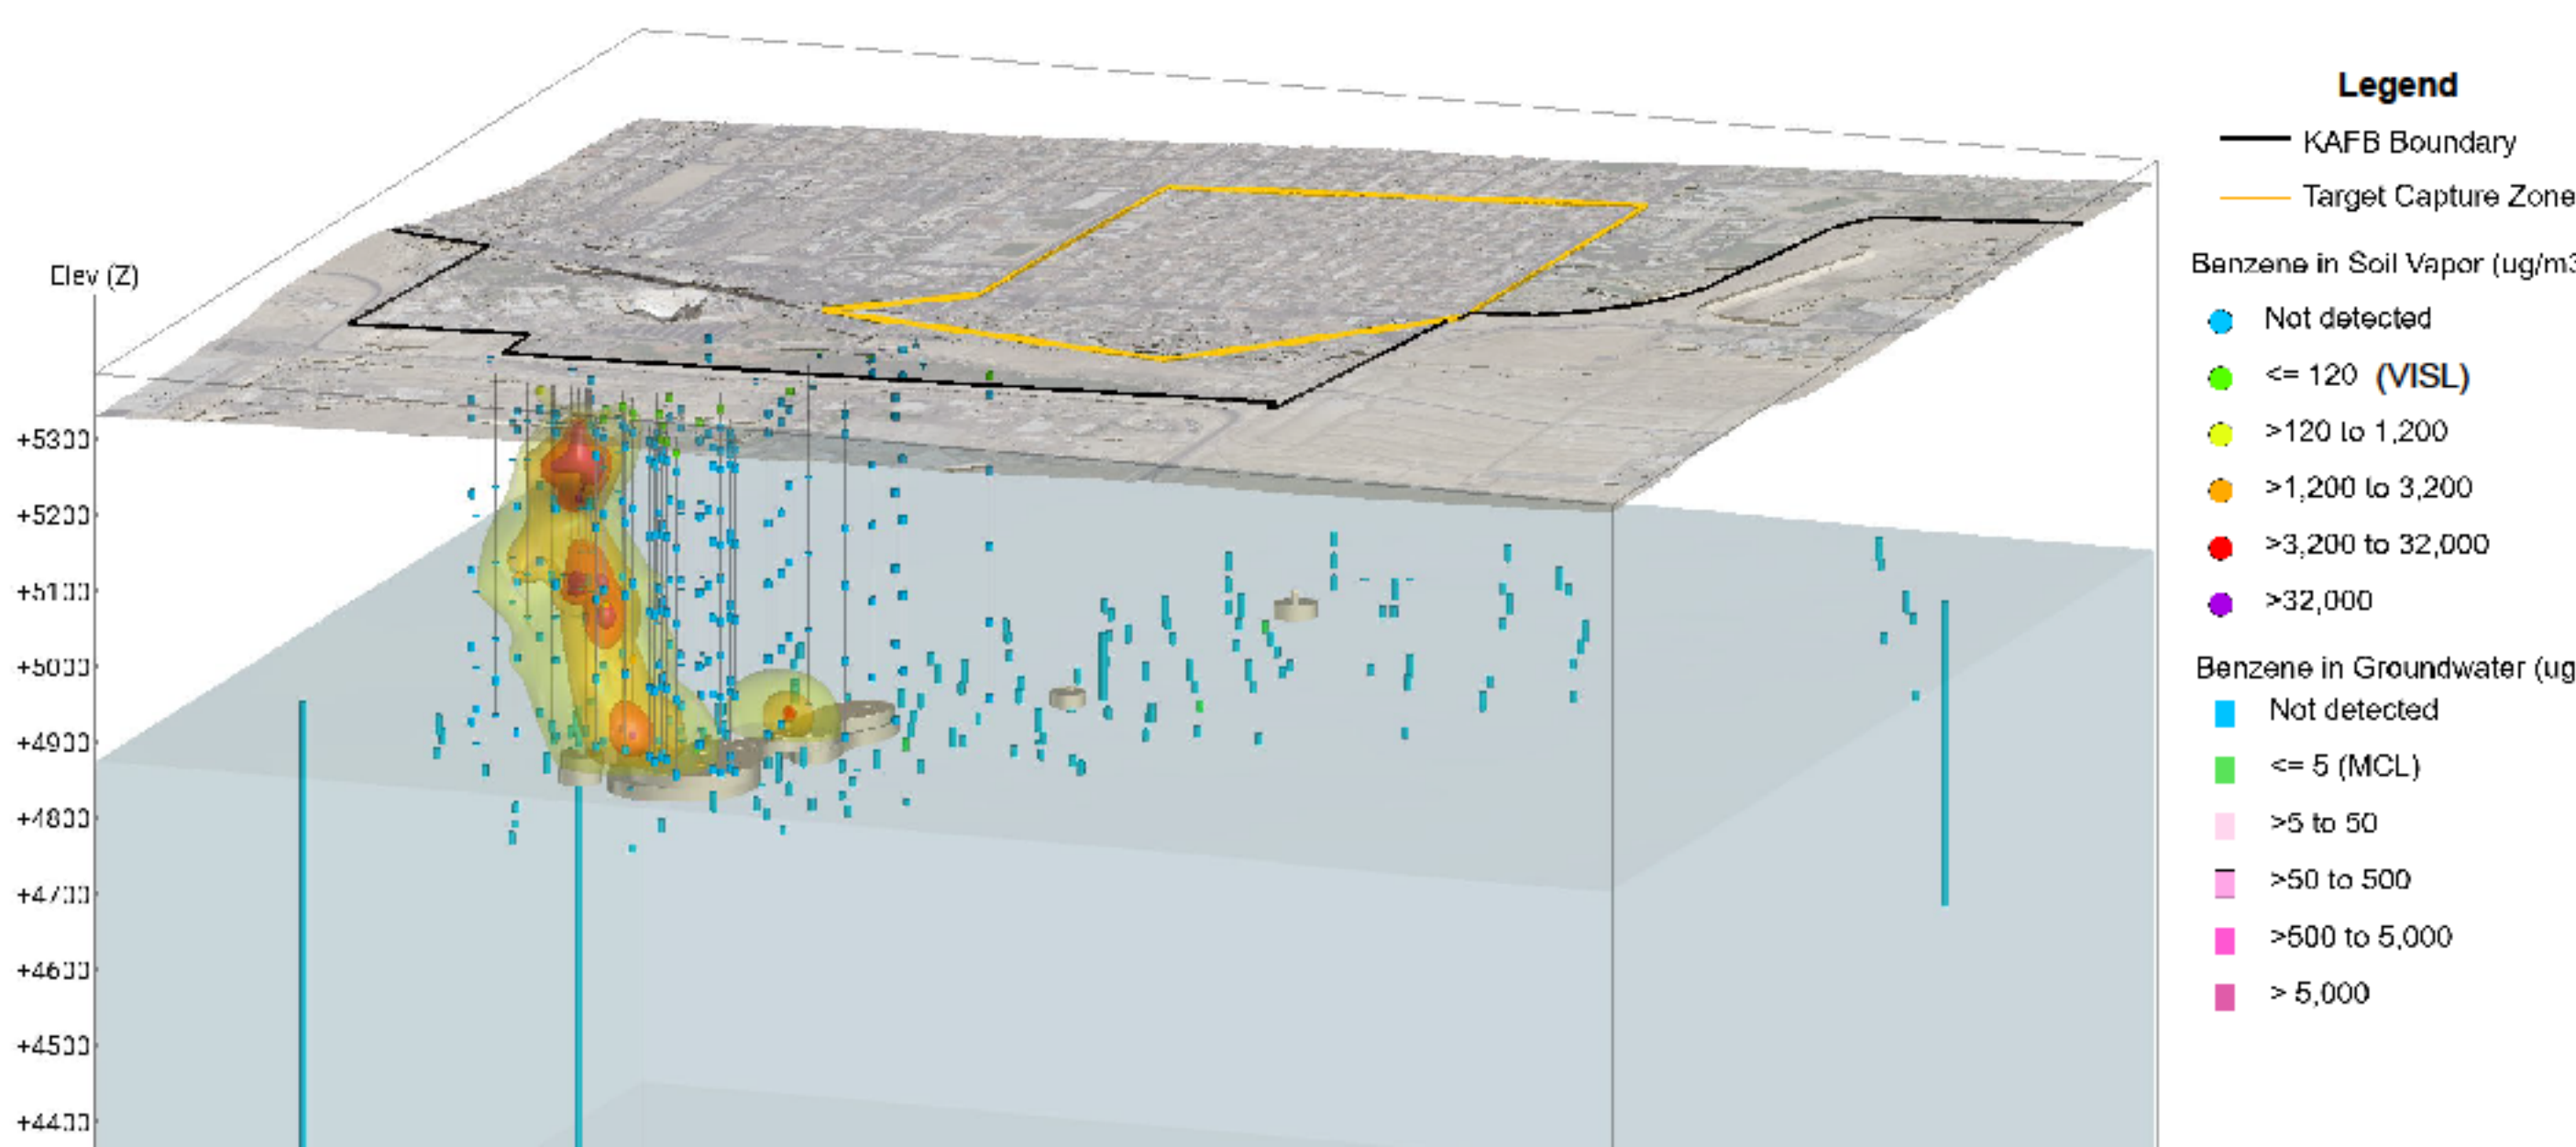 Legend
KAFB Boundary
Target Capture Zone
Benzene in Soil Vapor (ug/m3
Not detected
<= 120 (VISL)
>120 to 1,200
>1,200 to 3,200
>3,200 to 32,000
>32,000
Benzene in Groundwater (ug
Not detected
<= 5 (MCL)
>5 to 50
>50 to 500
>500 to 5,000
> 5,000
Elev (Z)
+5300
+5200
+5100
+5000
+4900
+4800
+4700
+4600
+4500
+4400